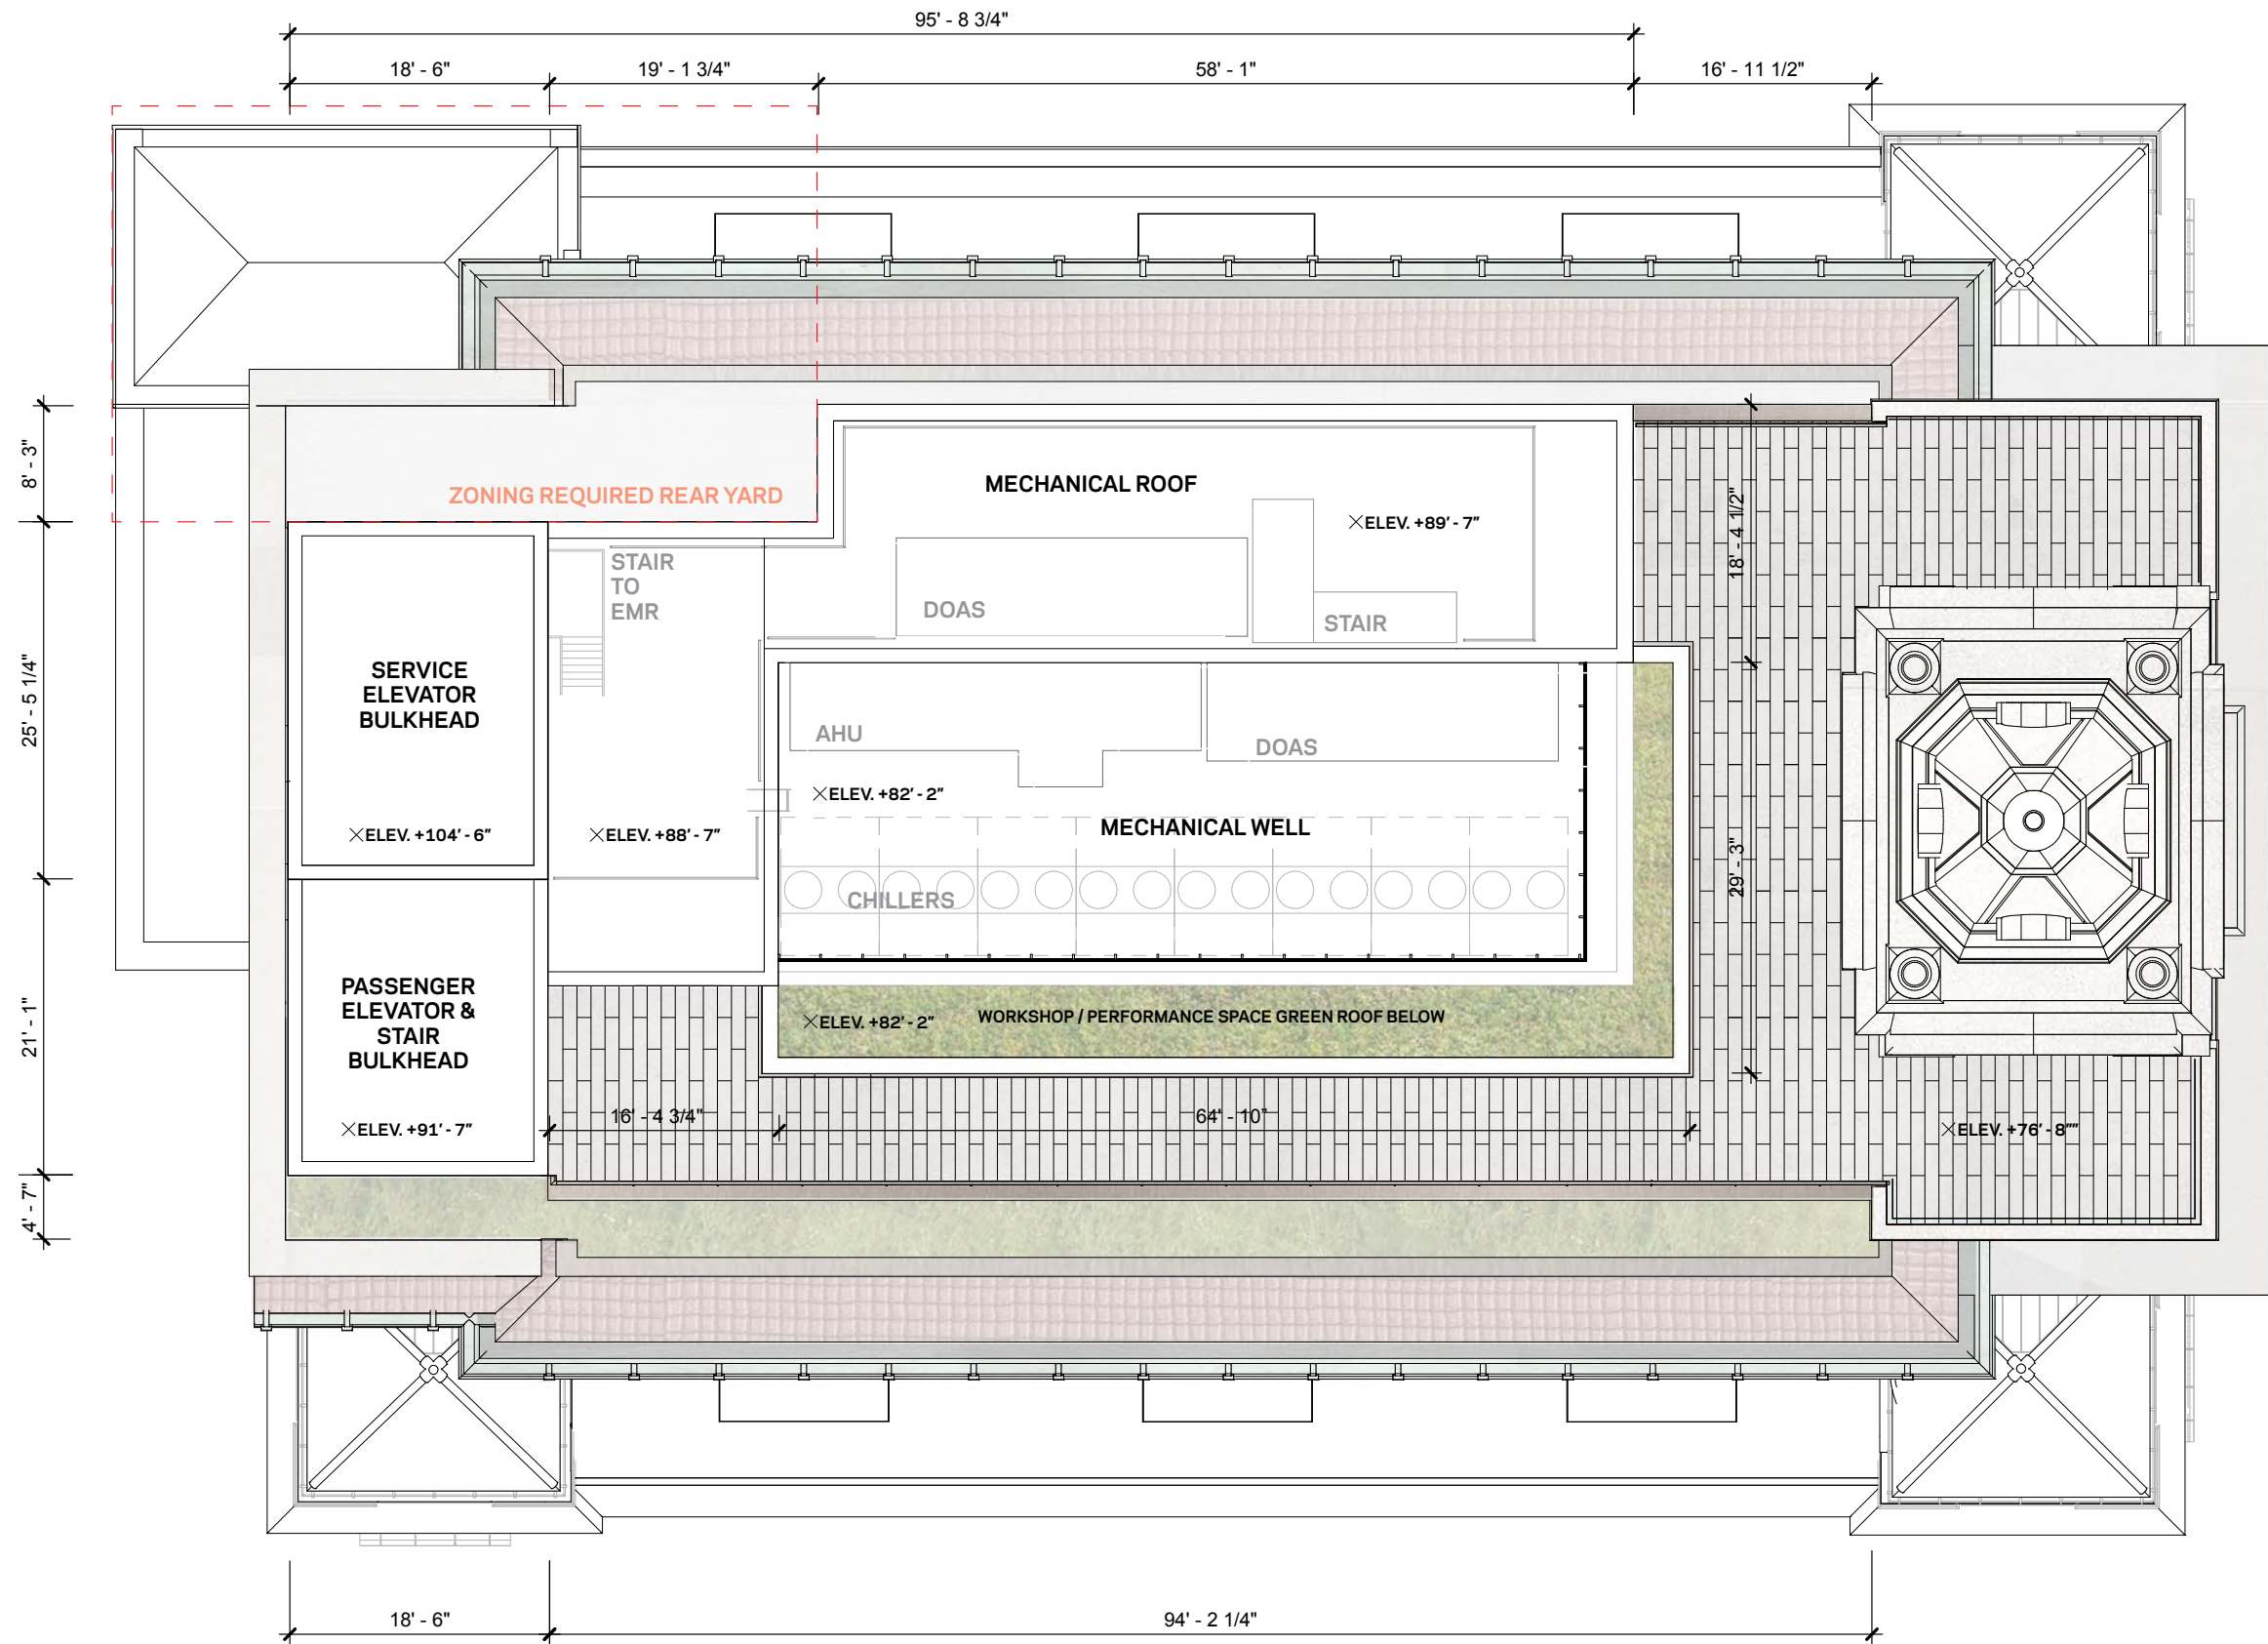 95' - 8 3/4"
18' - 6"
19' - 1 3/4"
58' - 1"
16' - 11 1/2"
8' - 3"
ZONING REQUIRED REAR YARD
MECHANICAL ROOF
ELEV. +89' - 7"
18' - 4 1/2"
STAIR
TO
EMR
DOAS
STAIR
25' - 5 1/4"
SERVICE
ELEVATOR
BULKHEAD
AHU
DOAS
ELEV. +82' - 2"
MECHANICAL WELL
ELEV. +104' - 6"
ELEV. +88' - 7"
29' - 3"
CHILLERS
21' - 1"
PASSENGER
ELEVATOR &
STAIR
BULKHEAD
ELEV. +82' - 2"
WORKSHOP / PERFORMANCE SPACE GREEN ROOF BELOW
ELEV. +91' - 7"
16' - 4 3/4"
64' - 10"
ELEV. +76' - 8""
4' - 7"
18' - 6"
94' - 2 1/4"